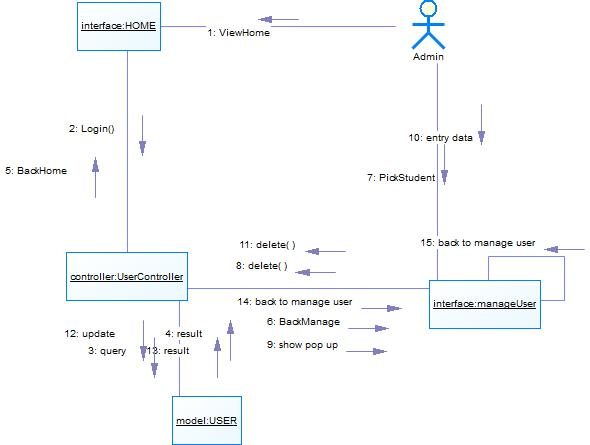 interface:HOME
1: ViewHome
Admin
2: Login()
10: entry data
5: BackHome
7: PickStudent
11: delete( )
15: back to manage user
8: delete( )
controller:UserController
14: back to manage user
interface:manageUser
6: BackManage
12: update
4: result
9: show pop up
3: query
13: result
model:USER